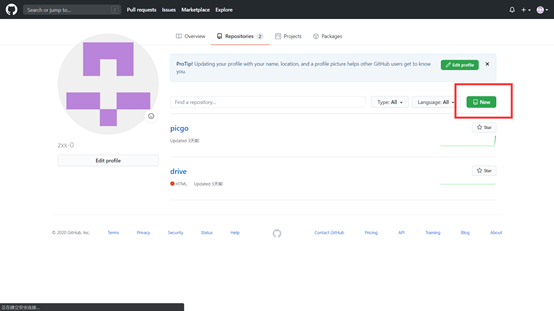 Search or jump to... /
Pull requests Issues Marketplace Explore
Overview Repositories 2 Projects Packages
ProTip! Updating your profile with your name, location, and a profile picture helps other GitHub users get to know you.
Edit profile
Find a repository...
Type: All
Language: All
New
picgo
Star
Updated 3天前
zxx-
Edit profile
drive
Star
HTML Updated 5天前
© 2020 GitHub, Inc. Terms Privacy Security Status Help Contact GitHub Pricing API Training Blog About
正在建立安全连接...